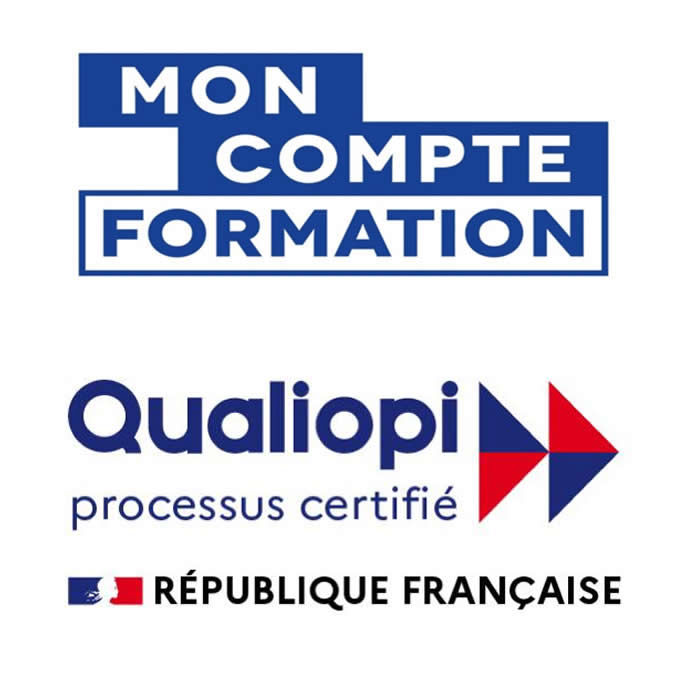 MON
COMPTE
FORMATION
Qualiopi
processus certifié
RÉPUBLIQUE FRANÇAISE